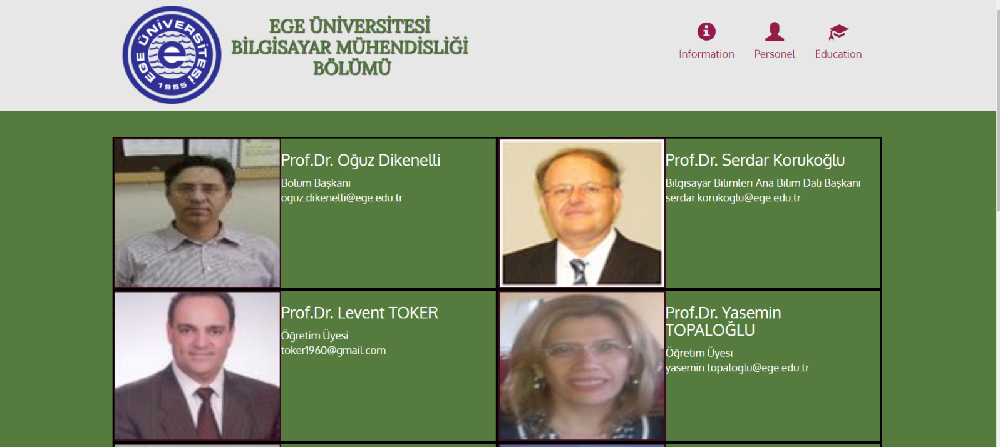 EGE ÜNİVERSİTESİ
1955
EGE ÜNİVERSİTESİ
BİLGİSAYAR MÜHENDİSLİĞİ
BÖLÜMÜ
Information
Personel
Education
Prof.Dr. Oğuz Dikenelli
Bölüm Başkanı
oguz.dikenelli@ege.edu.tr
Prof.Dr. Serdar Korukoğlu
Bilgisayar Bilimleri Ana Bilim Dalı Başkanı
serdar.korukoglu@ege.edu.tr
Prof.Dr. Levent TOKER
Öğretim Üyesi
toker1960@gmail.com
Prof.Dr. Yasemin
TOPALOĞLU
Öğretim Üyesi
yasemin.topaloglu@ege.edu.tr